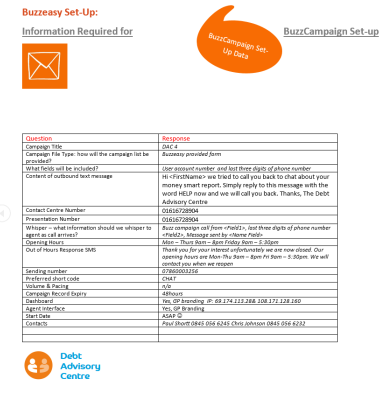 Buzzeasy Set-Up:
Information Required for
BuzzCampaign Set-
Up Data
BuzzCampaign Set-up
Question Response
Campaign Title DAC 4
Campaign File Type: how will the campaign list be
provided? Buzzeasy provided form
What fields will be included? User account number and last three digits of phone number
Content of outbound text message Hi <FirstName> we tried to call you back to chat about your
money smart report. Simply reply to this message with the
word HELP now and we will call you back. Thanks, The Debt
Advisory Centre
Contact Centre Number 01616728904
Presentation Number 01616728904
Whisper – what information should we whisper to
agent as call arrives?
Buzz campaign call from <Field1>, last three digits of phone number
<Field2>, Message sent by <Name Field>
Opening Hours Mon – Thurs 9am – 8pm Friday 9am – 5:30pm
Out of Hours Response SMS Thank you for your interest unfortunately we are now closed. Our
opening hours are Mon-Thu 9am – 8pm Fri 9am – 5:30pm. We will
contact you when we reopen
Sending number 07860003256
Preferred short code CHAT
Volume & Pacing n/a
Campaign Record Expiry 48hours
Dashboard Yes, GP branding IP: 69.174.113.28& 108.171.128.160
Agent Interface Yes, GP Branding
Start Date ASAP ☺
Contacts Paul Shortt 0845 056 6245 Chris Johnson 0845 056 6232
Debt
Advisory
Centre